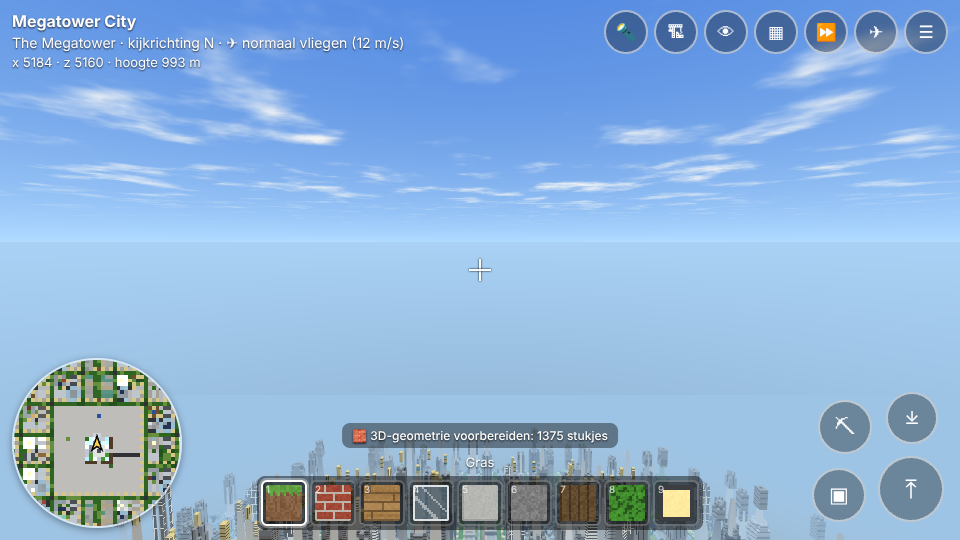 Megatower City
The Megatower · kijkrichting N · ✈ normaal vliegen (12 m/s)
x 5184 · z 5160 · hoogte 993 m
🧱 3D-geometrie voorbereiden: 1375 stukjes
Gras
1 2 3 4 5 6 7 8 9